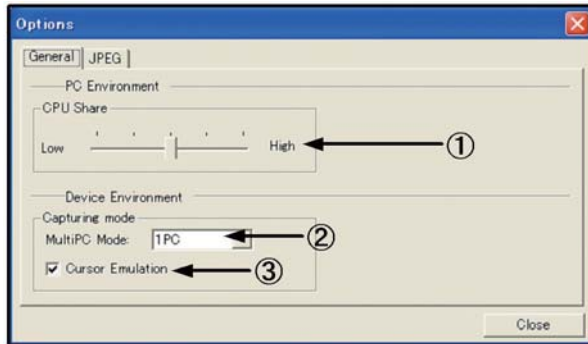 Options
General JPEG
PC Environment
CPU Share
Low High ①
Device Environment
Capturing mode
MultiPC Mode: 1PC ②
Cursor Emulation ③
Close